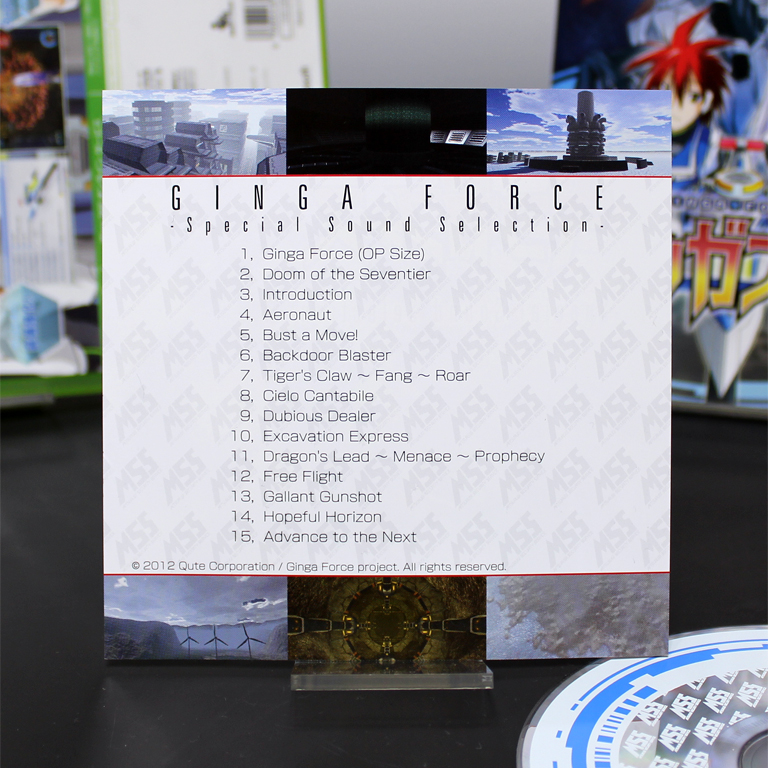 GINGA FORCE
-Special Sound Selection-
1, Ginga Force (OP Size)
2, Doom of the Seventier
3, Introduction
4, Aeronaut
5, Bust a Move!
6, Backdoor Blaster
7, Tiger's Claw ~ Fang ~ Roar
8, Cielo Cantabile
9, Dubious Dealer
10, Excavation Express
11, Dragon's Lead ~ Menace ~ Prophecy
12, Free Flight
13, Gallant Gunshot
14, Hopeful Horizon
15, Advance to the Next
© 2012 Qute Corporation / Ginga Force project. All rights reserved.
ガン
MSS